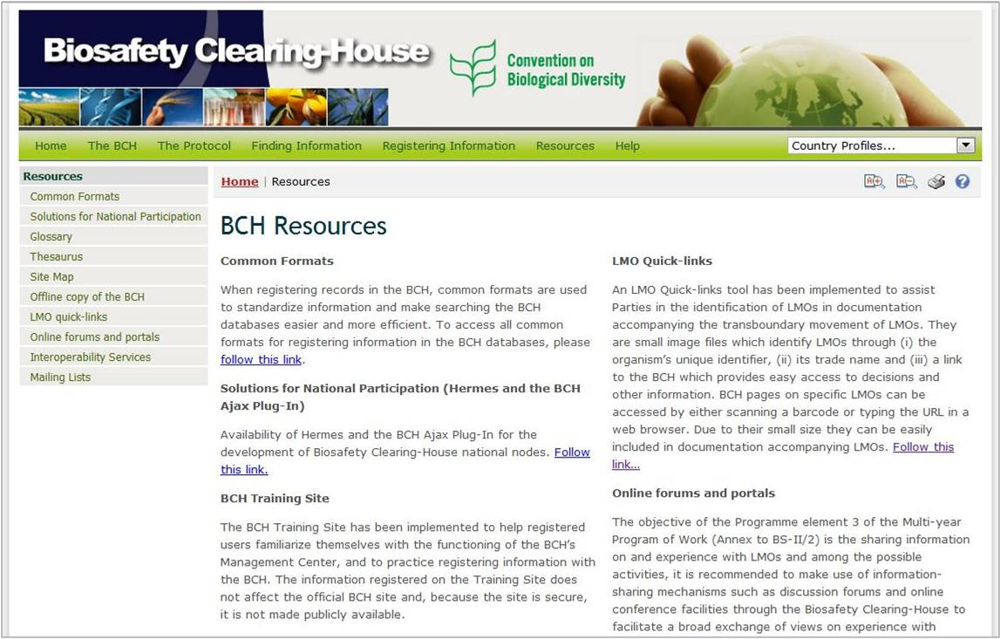 Biosafety Clearing-House
Convention on
Biological Diversity
Home The BCH The Protocol Finding Information Registering Information Resources Help Country Profiles...
Resources
Common Formats
Solutions for National Participation
Glossary
Thesaurus
Site Map
Offline copy of the BCH
LMO quick-links
Online forums and portals
Interoperability Services
Mailing Lists
Home | Resources
BCH Resources
Common Formats
When registering records in the BCH, common formats are used
to standardize information and make searching the BCH
databases easier and more efficient. To access all common
formats for registering information in the BCH databases, please
follow this link.
Solutions for National Participation (Hermes and the BCH
Ajax Plug-In)
Availability of Hermes and the BCH Ajax Plug-In for the
development of Biosafety Clearing-House national nodes. Follow
this link.
BCH Training Site
The BCH Training Site has been implemented to help registered
users familiarize themselves with the functioning of the BCH's
Management Center, and to practice registering information with
the BCH. The information registered on the Training Site does
not affect the official BCH site and, because the site is secure,
it is not made publicly available.
LMO Quick-links
An LMO Quick-links tool has been implemented to assist
Parties in the identification of LMOs in documentation
accompanying the transboundary movement of LMOs. They
are small image files which identify LMOs through (i) the
organism's unique identifier, (ii) its trade name and (iii) a link
to the BCH which provides easy access to decisions and
other information. BCH pages on specific LMOs can be
accessed by either scanning a barcode or typing the URL in a
web browser. Due to their small size they can be easily
included in documentation accompanying LMOs. Follow this
link...
Online forums and portals
The objective of the Programme element 3 of the Multi-year
Program of Work (Annex to BS-II/2) is the sharing information
on and experience with LMOs and among the possible
activities, it is recommended to make use of information-
sharing mechanisms such as discussion forums and online
conference facilities through the Biosafety Clearing-House to
facilitate a broad exchange of views on experience with